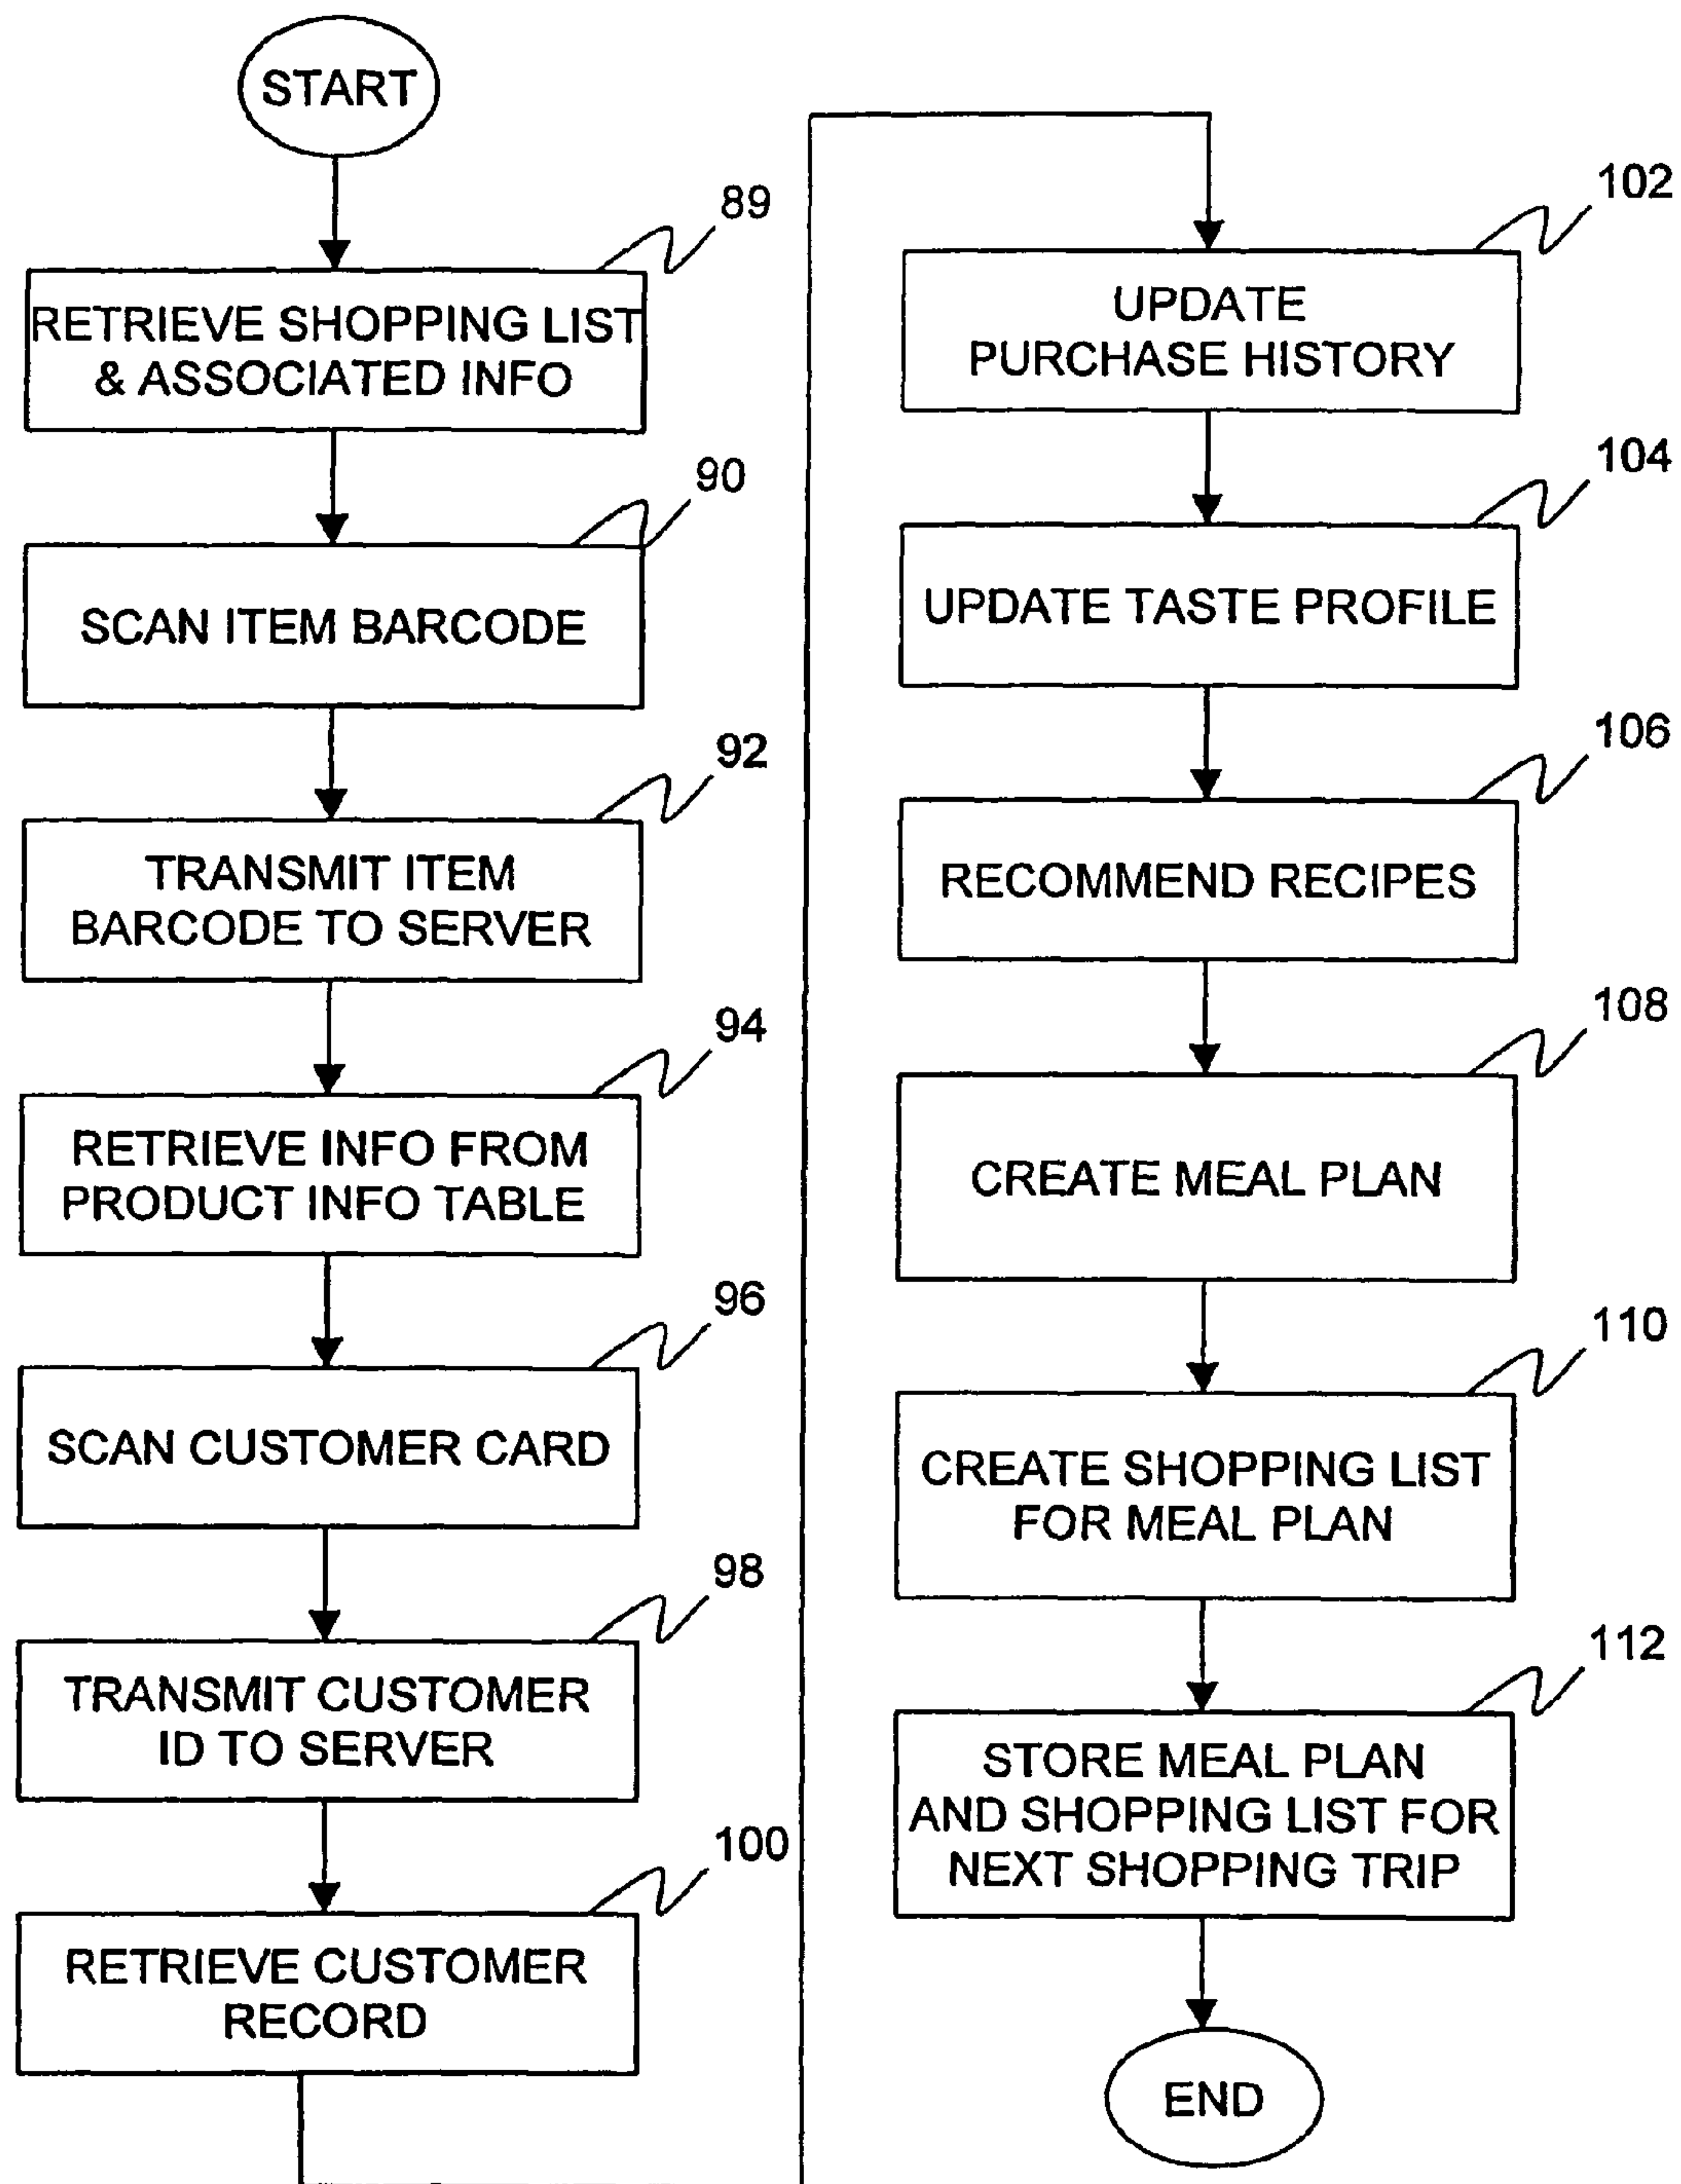 START
89
RETRIEVE SHOPPING LIST
& ASSOCIATED INFO
90
SCAN ITEM BARCODE
92
TRANSMIT ITEM
BARCODE TO SERVER
94
RETRIEVE INFO FROM
PRODUCT INFO TABLE
96
SCAN CUSTOMER CARD
98
TRANSMIT CUSTOMER
ID TO SERVER
100
RETRIEVE CUSTOMER
RECORD
102
UPDATE
PURCHASE HISTORY
104
UPDATE TASTE PROFILE
106
RECOMMEND RECIPES
108
CREATE MEAL PLAN
110
CREATE SHOPPING LIST
FOR MEAL PLAN
112
STORE MEAL PLAN
AND SHOPPING LIST FOR
NEXT SHOPPING TRIP
END